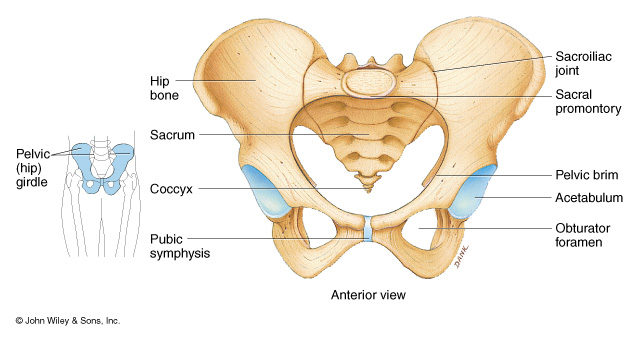 Hip
bone
Sacrum
Pelvic
(hip)
girdle
Coccyx
Pubic
symphysis
Sacroiliac
joint
Sacral
promontory
Pelvic brim
Acetabulum
Obturator
foramen
DANK
Anterior view
© John Wiley & Sons, Inc.